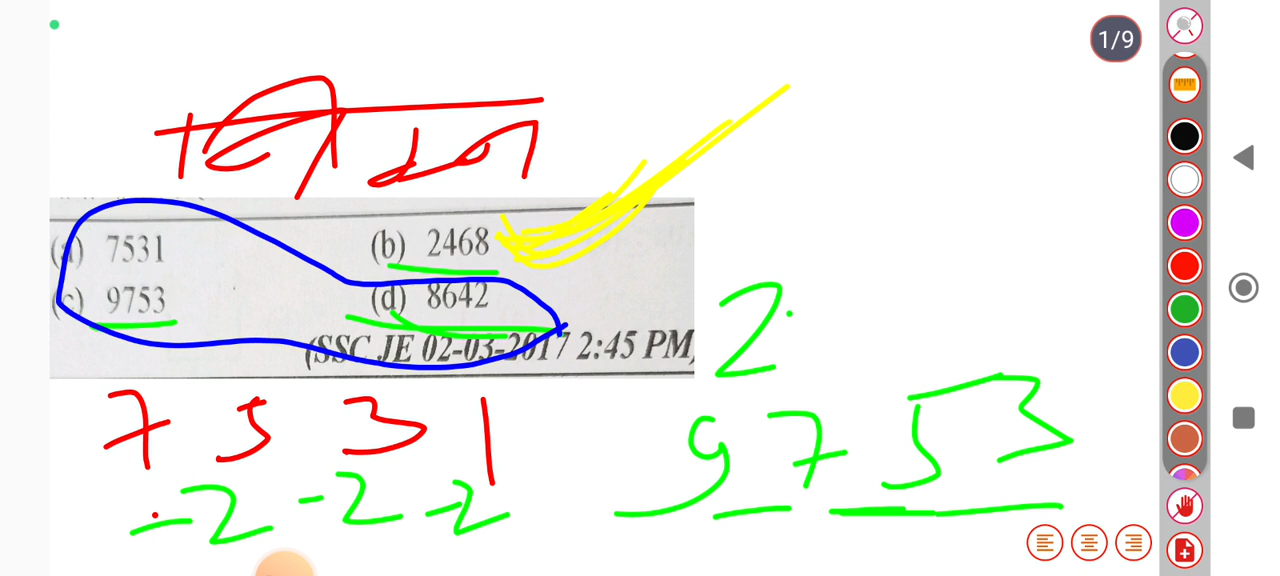 1/9
(a) 7531 (b) 2468
(c) 9753 (d) 8642
(SSC JE 02-03-2017 2:45 PM)
2
7 5 3 1
9 7 5 3
-2 -2 -2